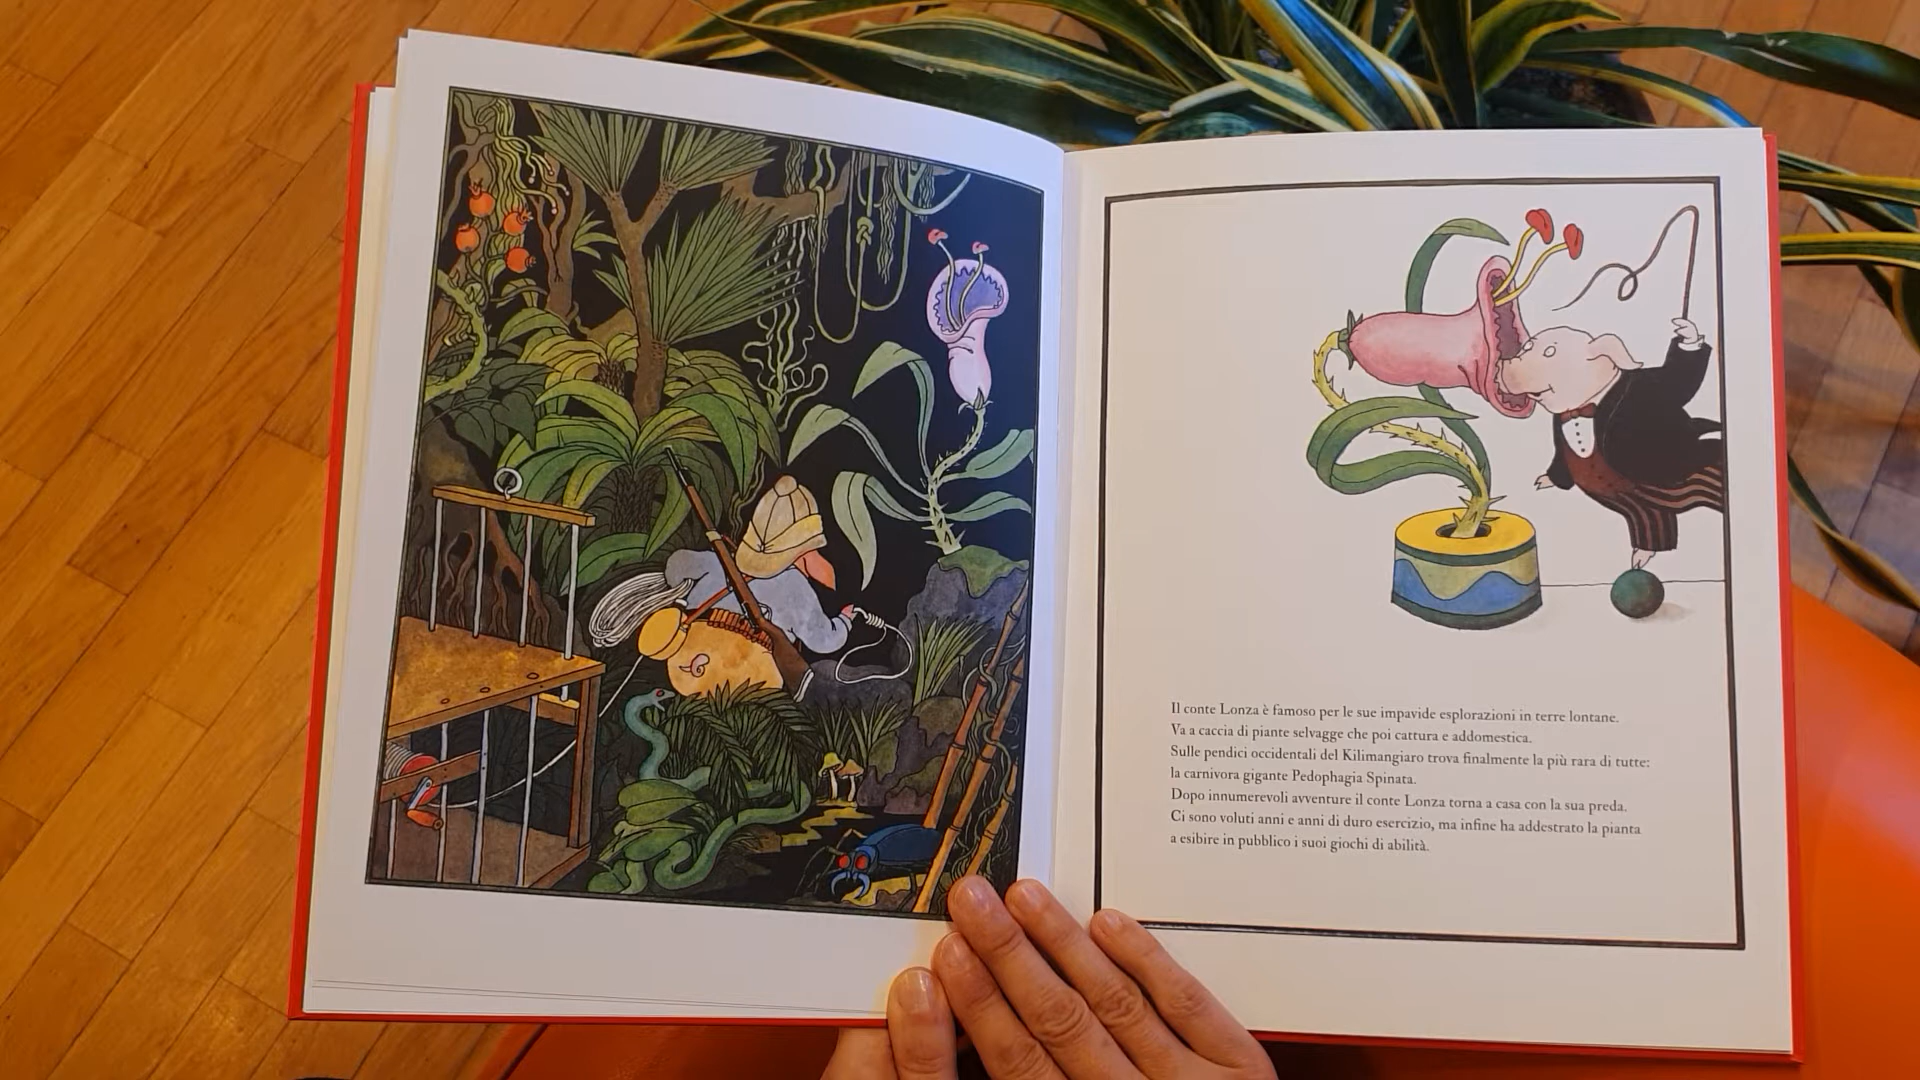 Il conte Lonza è famoso per le sue impavide esplorazioni in terre lontane.
Va a caccia di piante selvagge che poi cattura e addomestica.
Sulle pendici occidentali del Kilimangiaro trova finalmente la più rara di tutte:
la carnivora gigante Pedophagia Spinata.
Dopo innumerevoli avventure il conte Lonza torna a casa con la sua preda.
Ci sono voluti anni e anni di duro esercizio, ma infine ha addestrato la pianta
a esibire in pubblico i suoi giochi di abilità.